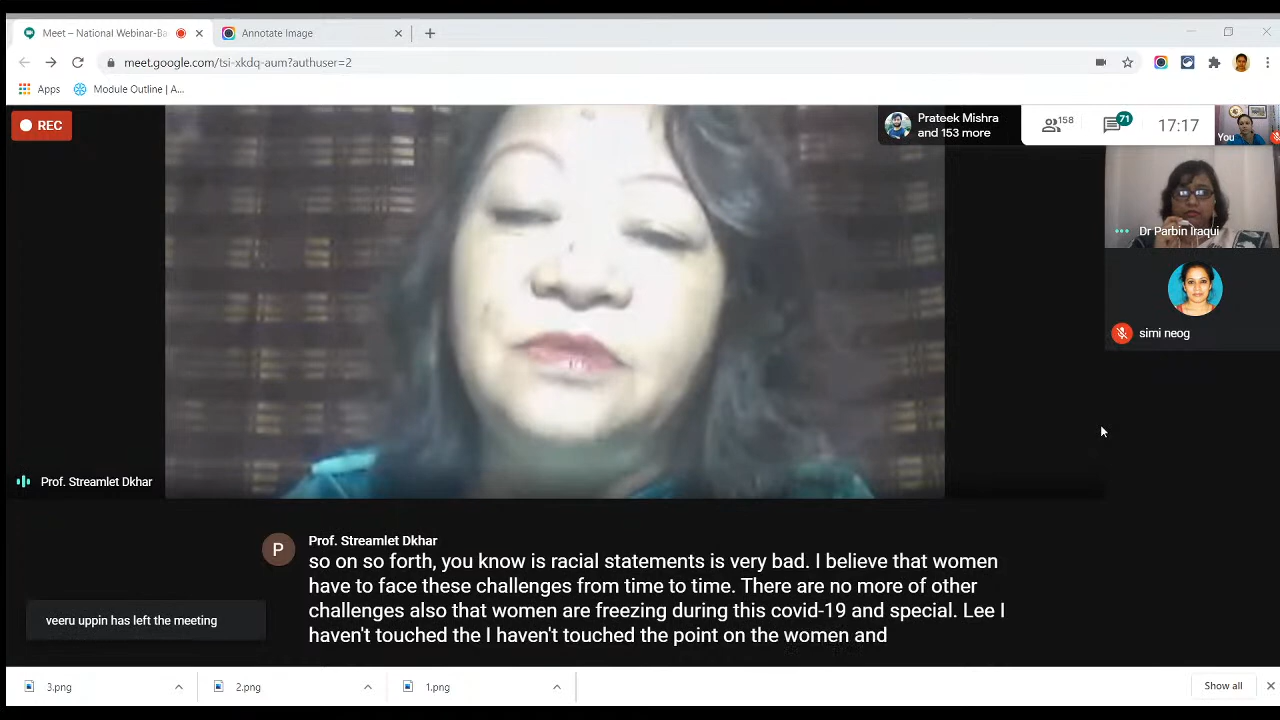 Meet – National Webinar-Ba
Annotate Image
meet.google.com/tsi-xkdq-aum?authuser=2
Apps
Module Outline | A...
REC
Prateek Mishra
and 153 more
158
71
17:17
You
Dr Parbin Iraqui
simi neog
Prof. Streamlet Dkhar
P
Prof. Streamlet Dkhar
so on so forth, you know is racial statements is very bad. I believe that women
have to face these challenges from time to time. There are no more of other
challenges also that women are freezing during this covid-19 and special. Lee I
haven't touched the I haven't touched the point on the women and
veeru uppin has left the meeting
3.png
2.png
1.png
Show all